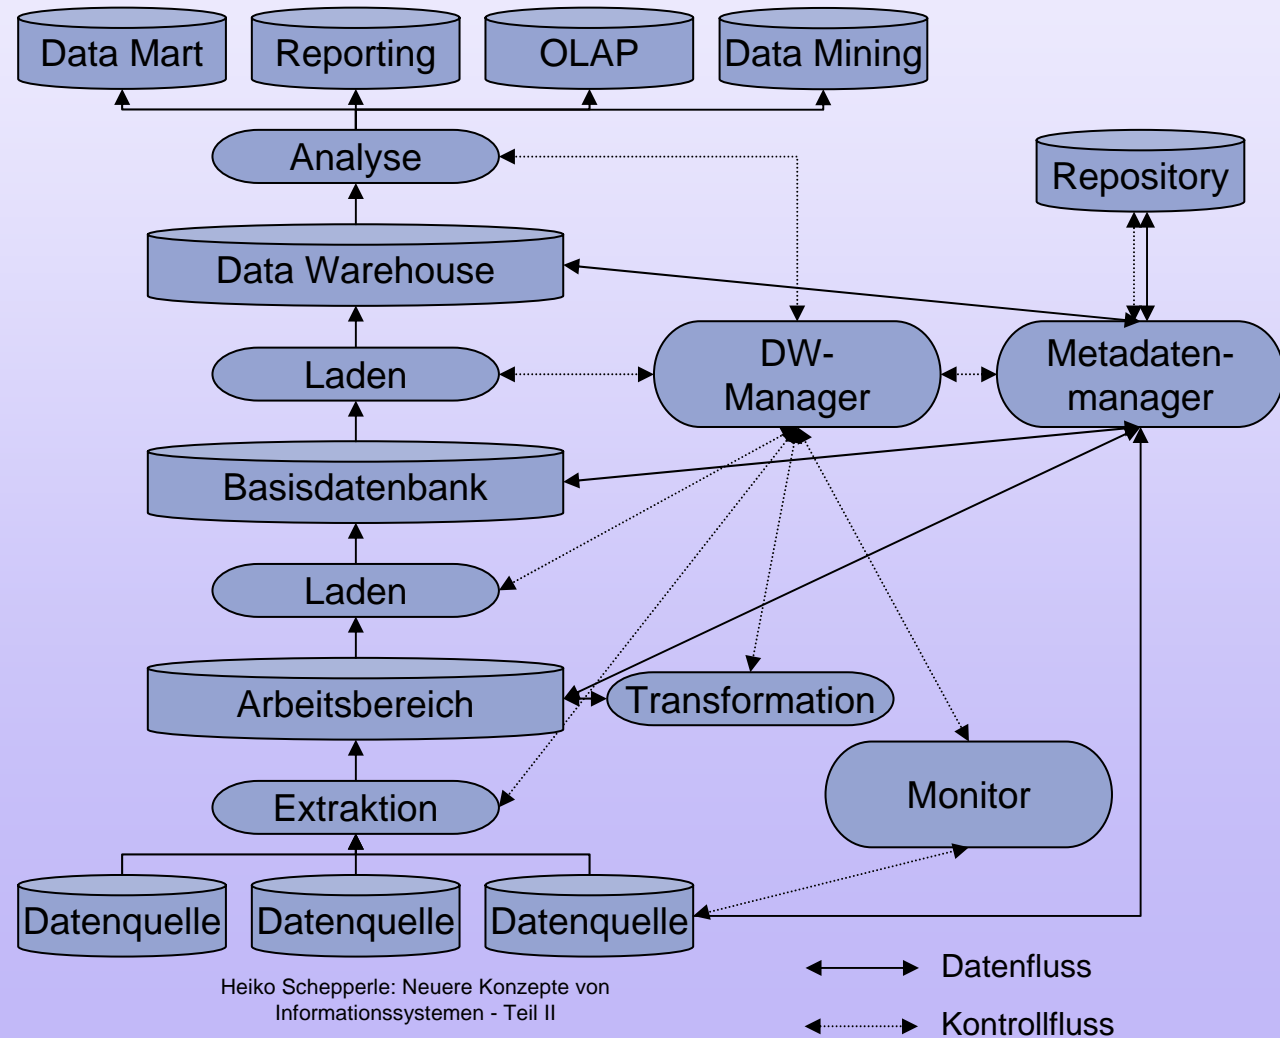 Data Mart
Reporting
OLAP
Data Mining
Analyse
Repository
Data Warehouse
Laden
DW-
Manager
Metadaten-
manager
Basisdatenbank
Laden
Arbeitsbereich
Transformation
Extraktion
Monitor
Datenquelle
Datenquelle
Datenquelle
Datenfluss
Kontrollfluss
Heiko Schepperle: Neuere Konzepte von
Informationssystemen - Teil II